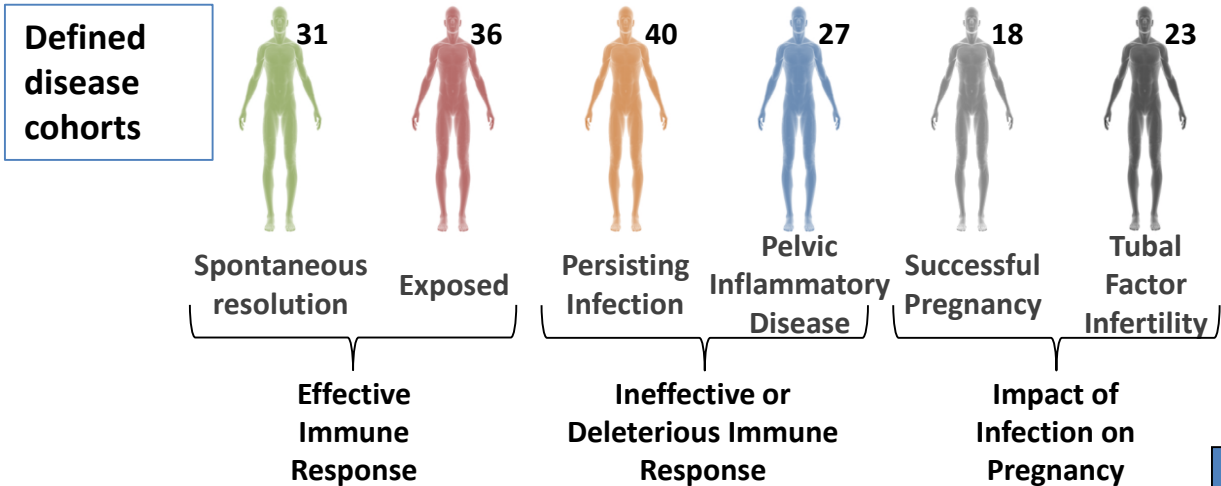 Defined
disease
cohorts
31
36
40
27
18
23
Spontaneous
resolution
Exposed
Persisting
Infection
Pelvic
Inflammatory
Disease
Successful
Pregnancy
Tubal
Factor
Infertility
Effective
Immune
Response
Ineffective or
Deleterious Immune
Response
Impact of
Infection on
Pregnancy